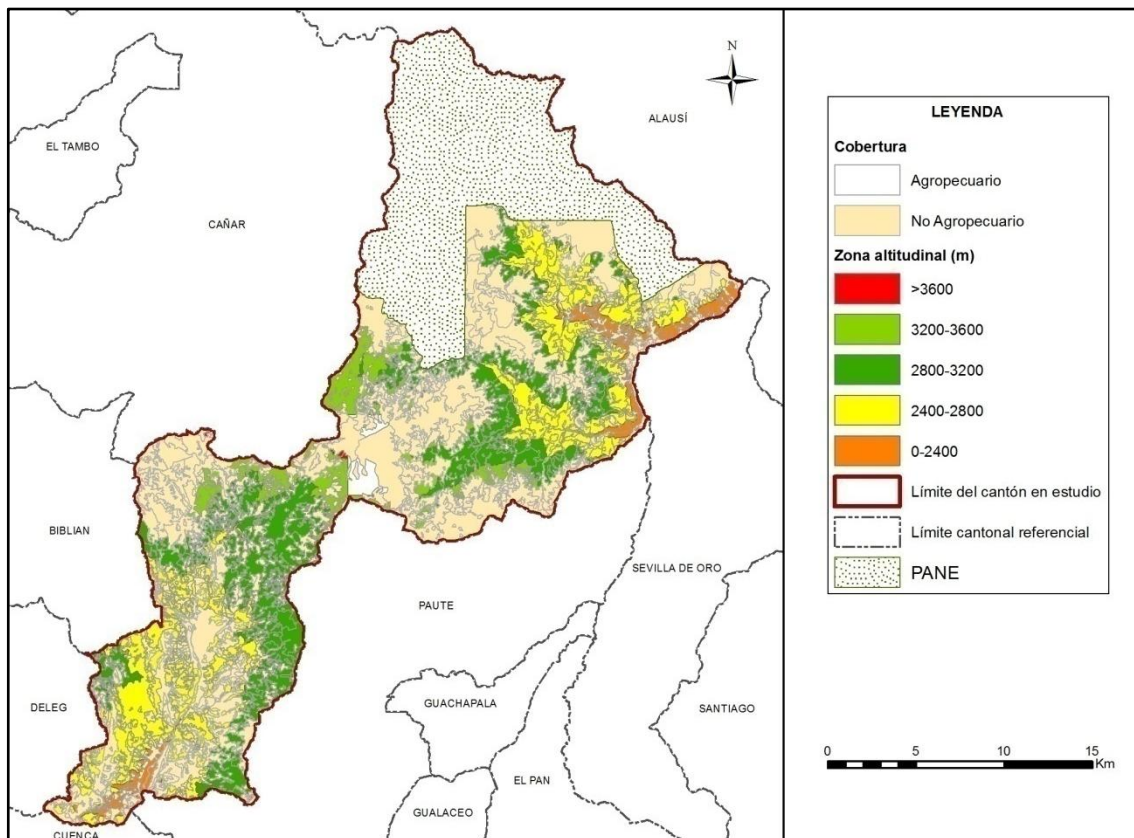 N
ALAUSÍ
EL TAMBO
CAÑAR
BIBLIAN
SEVILLA DE ORO
PAUTE
DELEG
GUACHAPALA
SANTIAGO
EL PAN
GUALACEO
CUENCA
LEYENDA
Cobertura
Agropecuario
No Agropecuario
Zona altitudinal (m)
>3600
3200-3600
2800-3200
2400-2800
0-2400
Límite del cantón en estudio
Límite cantonal referencial
PANE
0 5 10 15
Km